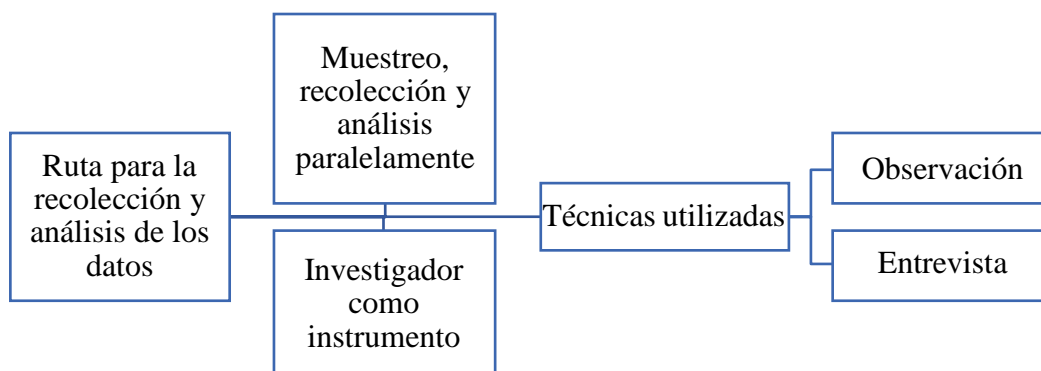 Ruta para la
recolección y
análisis de los
datos
Muestreo,
recolección y
análisis
paralelamente
Investigador
como
instrumento
Técnicas utilizadas
Observación
Entrevista